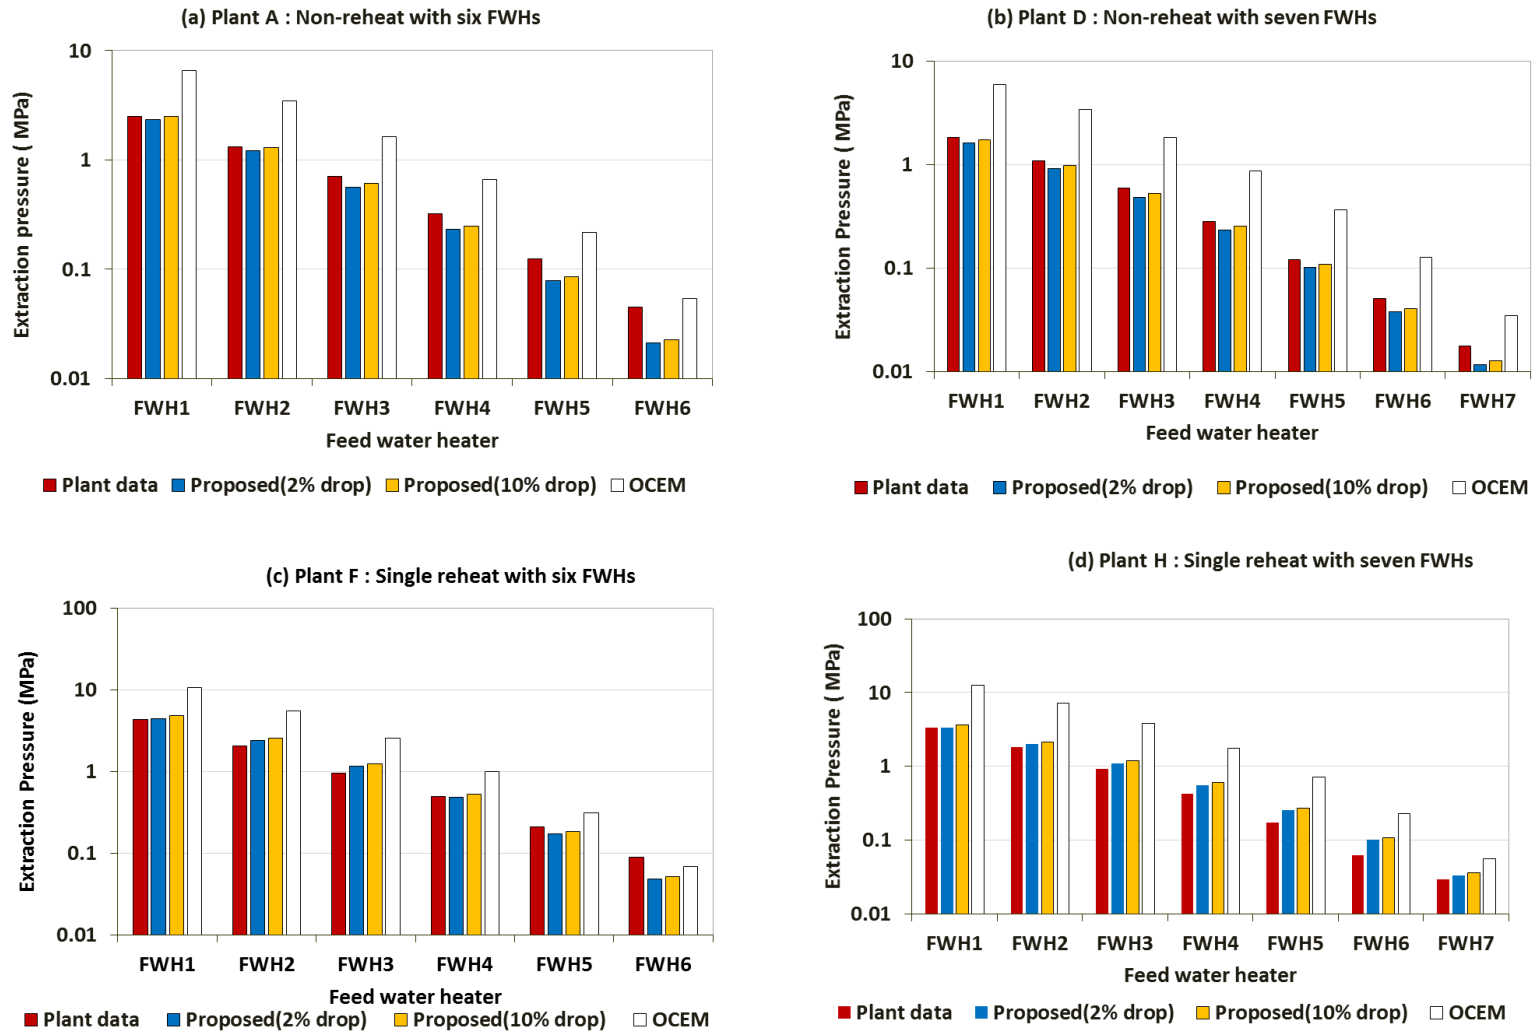 (a) Plant A : Non-reheat with six FWHs
10
1
0.1
0.01
Extraction pressure ( MPa)
FWH1 FWH2 FWH3 FWH4 FWH5 FWH6
Feed water heater
Plant data Proposed(2% drop) Proposed(10% drop) OCEM
(b) Plant D : Non-reheat with seven FWHs
10
1
0.1
0.01
Extraction Pressure ( MPa)
FWH1 FWH2 FWH3 FWH4 FWH5 FWH6 FWH7
Feed water heater
Plant data Proposed(2% drop) Proposed(10% drop) OCEM
(c) Plant F : Single reheat with six FWHs
100
10
1
0.1
0.01
Extraction Pressure (MPa)
FWH1 FWH2 FWH3 FWH4 FWH5 FWH6
Feed water heater
Plant data Proposed(2% drop) Proposed(10% drop) OCEM
(d) Plant H : Single reheat with seven FWHs
100
10
1
0.1
0.01
Extraction Pressure ( MPa)
FWH1 FWH2 FWH3 FWH4 FWH5 FWH6 FWH7
Feed water heater
Plant data Proposed(2% drop) Proposed(10% drop) OCEM